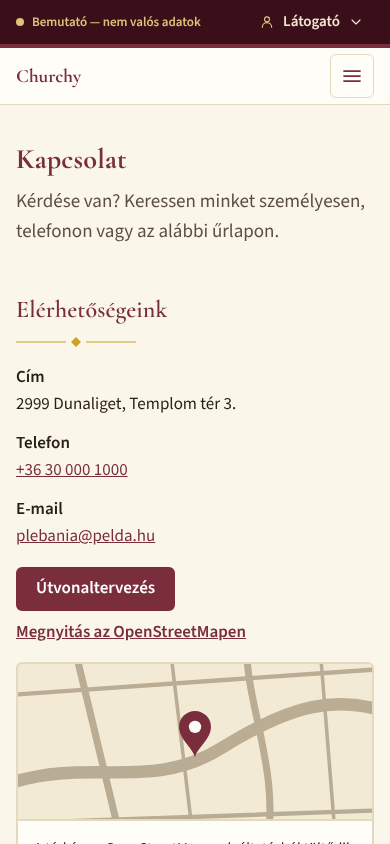 Bemutató — nem valós adatok
Látogató
Churchy
Kapcsolat
Kérdése van? Keressen minket személyesen,
telefonon vagy az alábbi űrlapon.
Elérhetőségeink
Cím
2999 Dunaliget, Templom tér 3.
Telefon
+36 30 000 1000
E-mail
plebania@pelda.hu
Útvonaltervezés
Megnyitás az OpenStreetMapen